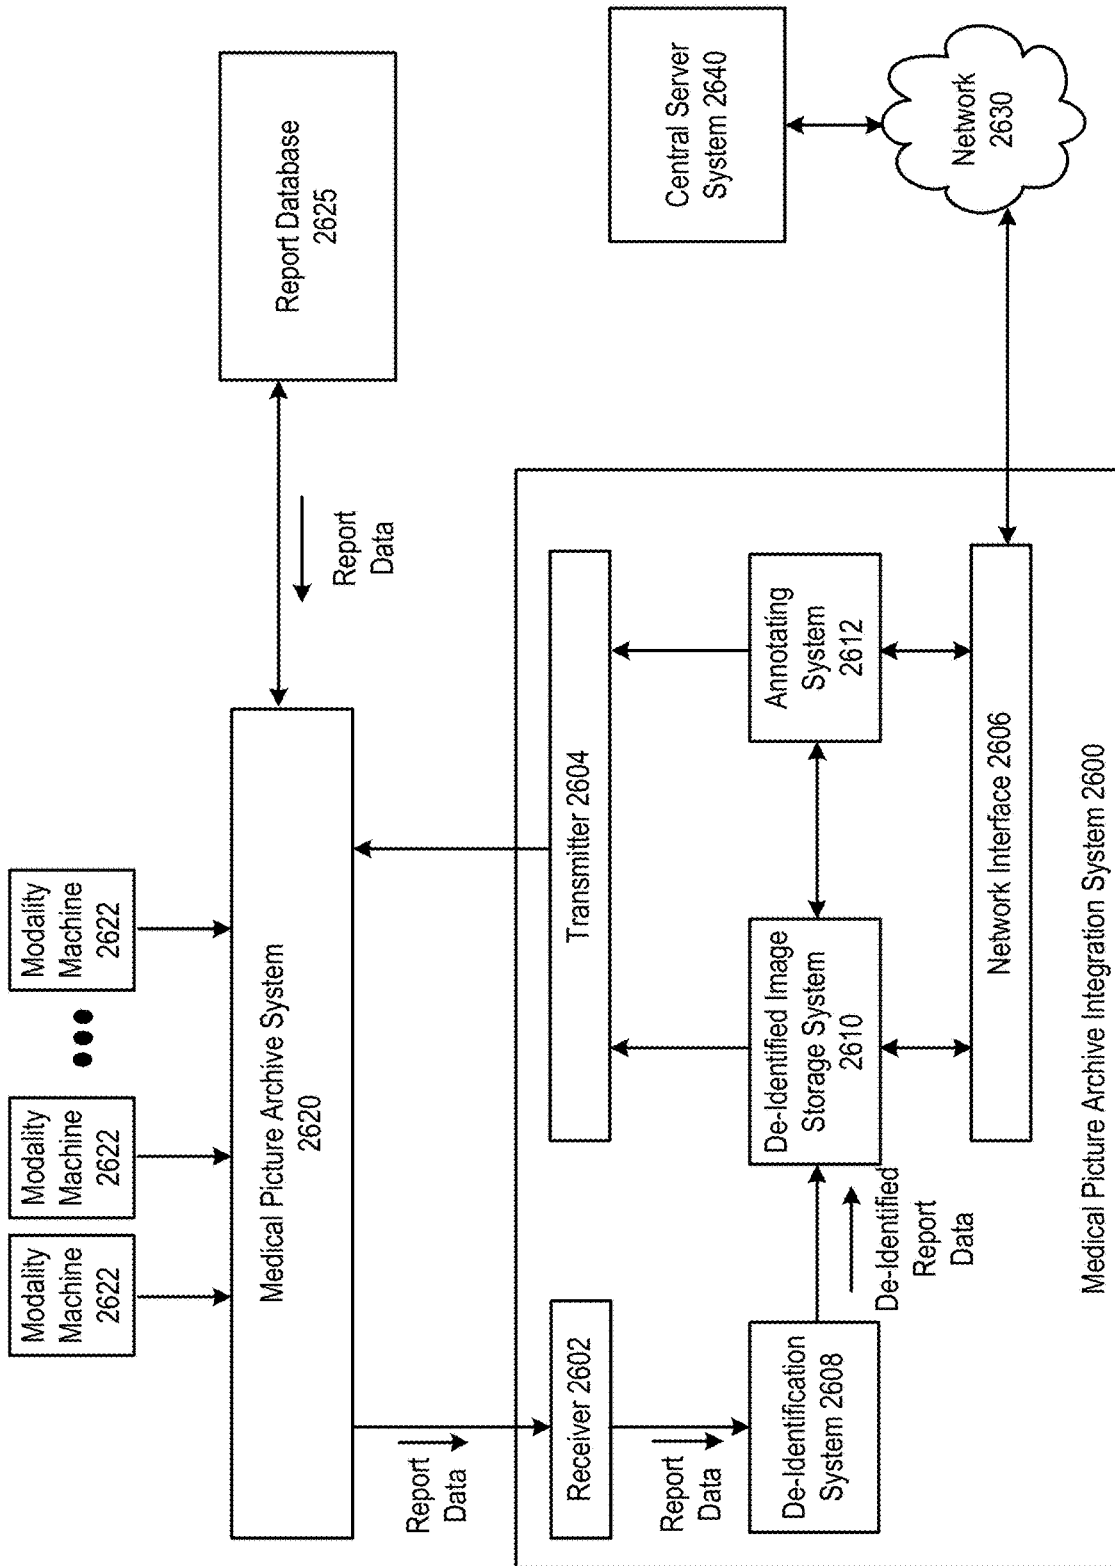 Modality
Machine
2622
Modality
Machine
2622
Modality
Machine
2622
Medical Picture Archive System
2620
Report Database
2625
Report
Data
Report
Data
Receiver 2602
Report
Data
De-Identification
System 2608
De-Identified
Report
Data
Transmitter 2604
De-Identified Image
Storage System
2610
Annotating
System
2612
Network Interface 2606
Medical Picture Archive Integration System 2600
Central Server
System 2640
Network
2630